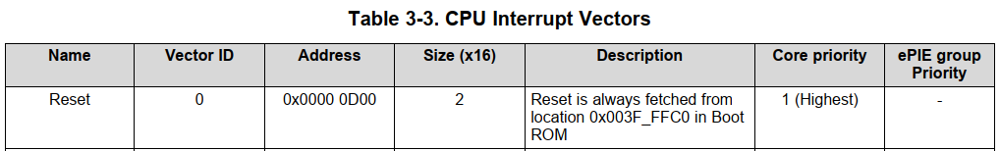 Table 3-3. CPU Interrupt Vectors
Name Vector ID Address Size (x16) Description Core priority ePIE group
Priority
Reset 0 0x0000 0D00 2 Reset is always fetched from 1 (Highest) -
location 0x003F_FFC0 in Boot
ROM